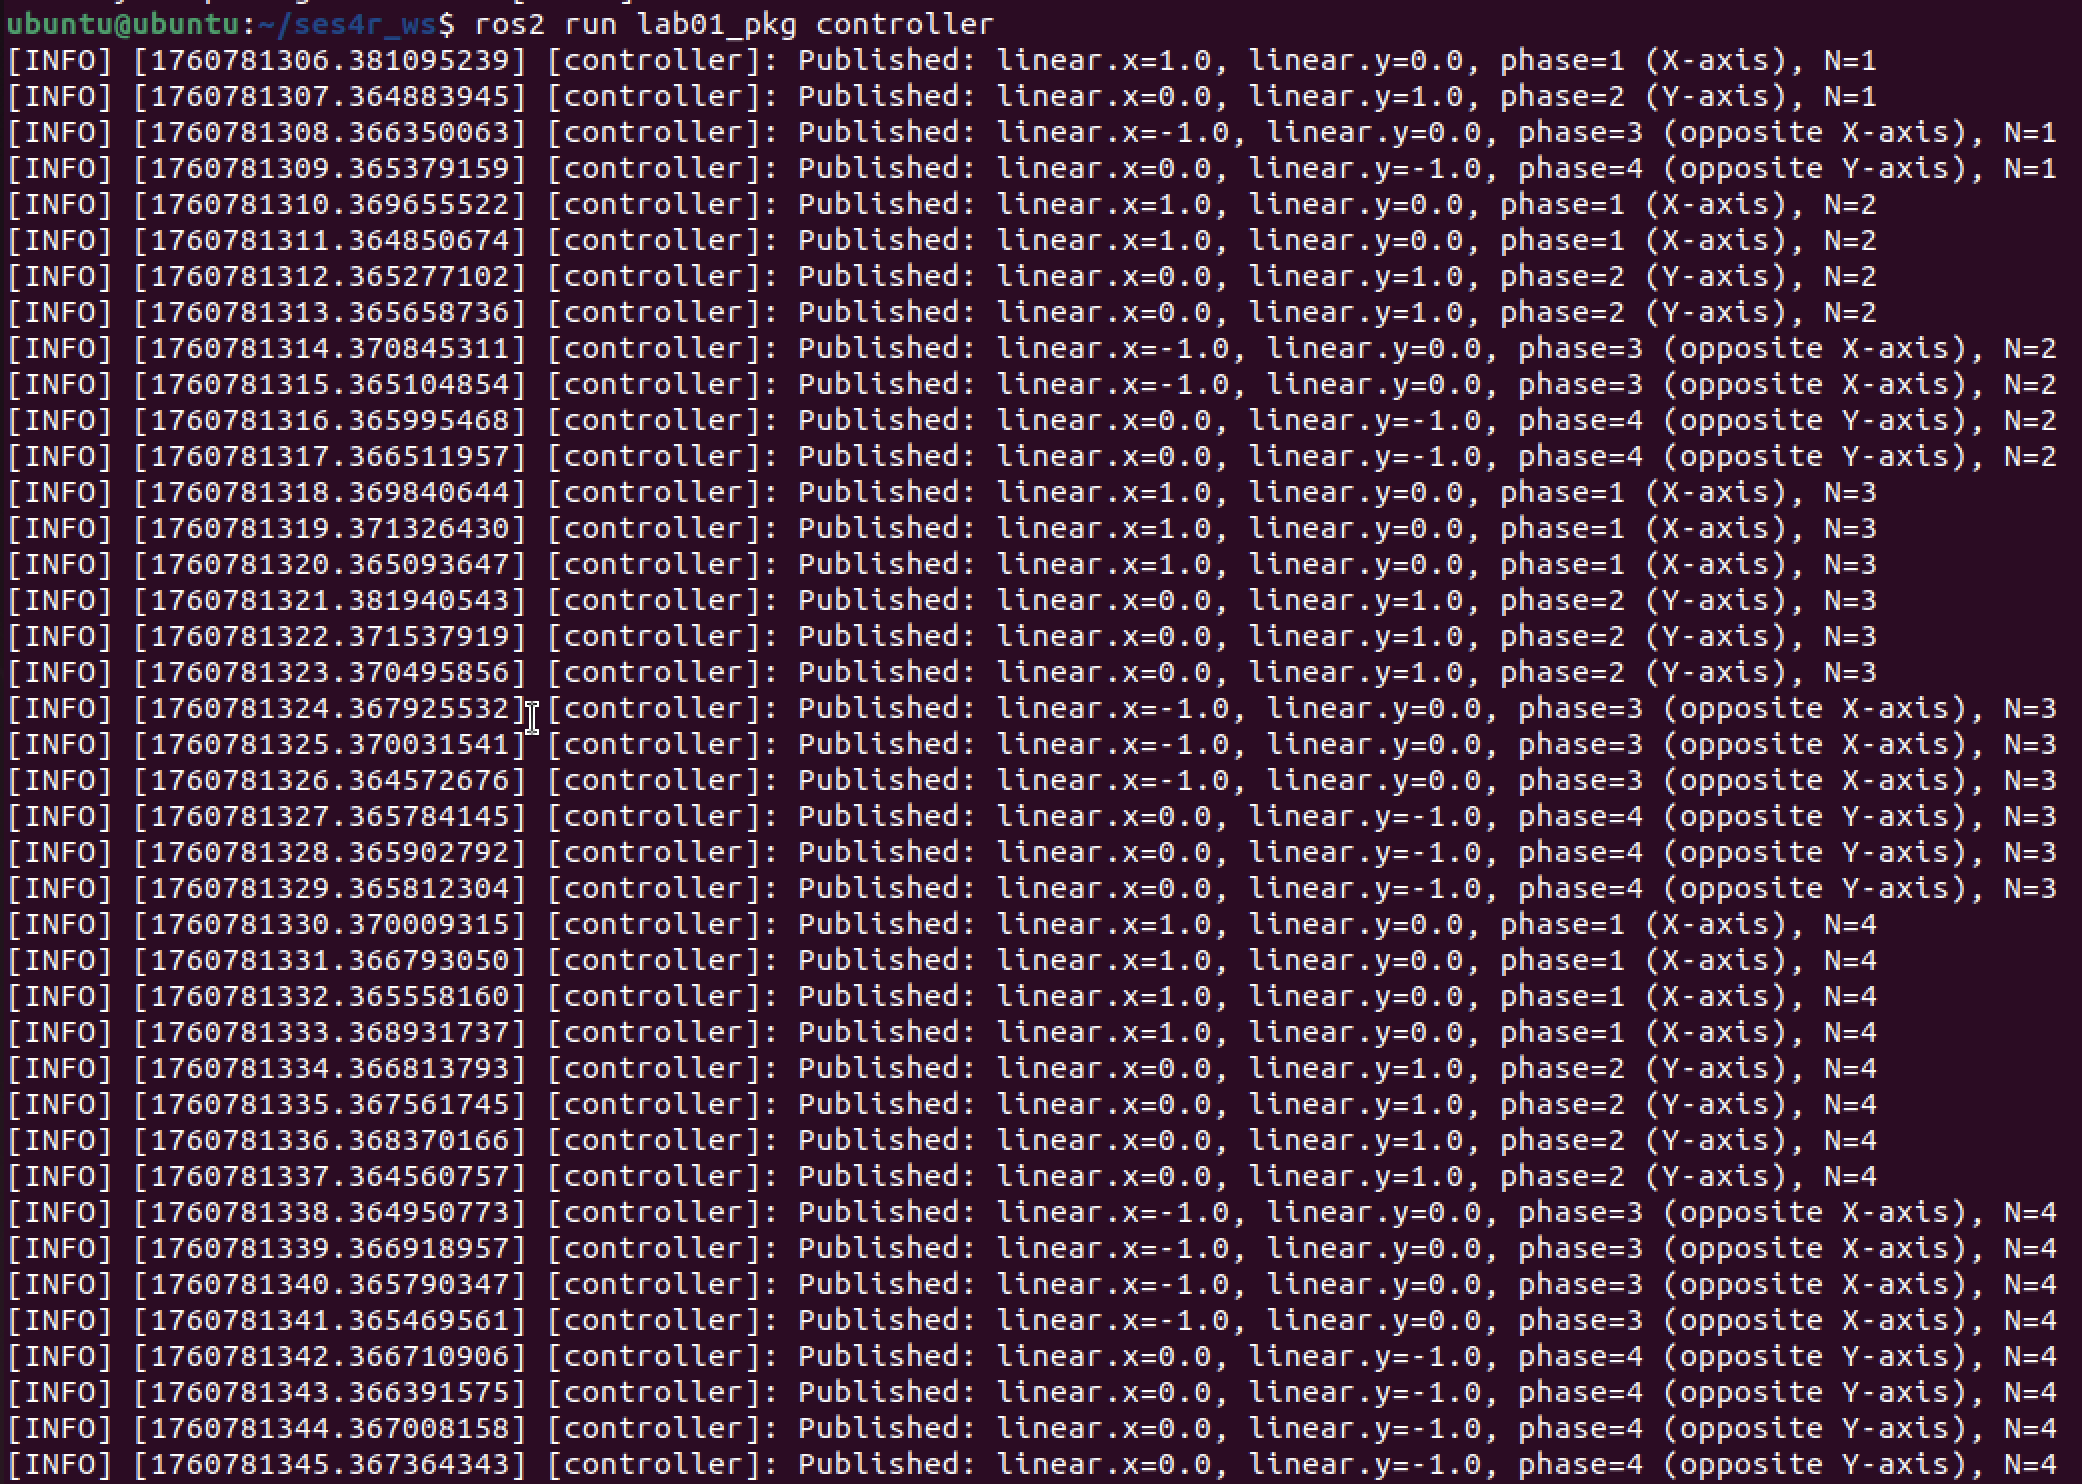 ubuntu@ubuntu:~/ses4r_ws$ ros2 run lab01_pkg controller
[INFO] [1760781306.381095239] [controller]: Published: linear.x=1.0, linear.y=0.0, phase=1 (X-axis), N=1
[INFO] [1760781307.364883945] [controller]: Published: linear.x=0.0, linear.y=1.0, phase=2 (Y-axis), N=1
[INFO] [1760781308.366350063] [controller]: Published: linear.x=-1.0, linear.y=0.0, phase=3 (opposite X-axis), N=1
[INFO] [1760781309.365379159] [controller]: Published: linear.x=0.0, linear.y=-1.0, phase=4 (opposite Y-axis), N=1
[INFO] [1760781310.369655522] [controller]: Published: linear.x=1.0, linear.y=0.0, phase=1 (X-axis), N=2
[INFO] [1760781311.364850674] [controller]: Published: linear.x=1.0, linear.y=0.0, phase=1 (X-axis), N=2
[INFO] [1760781312.365277102] [controller]: Published: linear.x=0.0, linear.y=1.0, phase=2 (Y-axis), N=2
[INFO] [1760781313.365658736] [controller]: Published: linear.x=0.0, linear.y=1.0, phase=2 (Y-axis), N=2
[INFO] [1760781314.370845311] [controller]: Published: linear.x=-1.0, linear.y=0.0, phase=3 (opposite X-axis), N=2
[INFO] [1760781315.365104854] [controller]: Published: linear.x=-1.0, linear.y=0.0, phase=3 (opposite X-axis), N=2
[INFO] [1760781316.365995468] [controller]: Published: linear.x=0.0, linear.y=-1.0, phase=4 (opposite Y-axis), N=2
[INFO] [1760781317.366511957] [controller]: Published: linear.x=0.0, linear.y=-1.0, phase=4 (opposite Y-axis), N=2
[INFO] [1760781318.369840644] [controller]: Published: linear.x=1.0, linear.y=0.0, phase=1 (X-axis), N=3
[INFO] [1760781319.371326430] [controller]: Published: linear.x=1.0, linear.y=0.0, phase=1 (X-axis), N=3
[INFO] [1760781320.365093647] [controller]: Published: linear.x=1.0, linear.y=0.0, phase=1 (X-axis), N=3
[INFO] [1760781321.381940543] [controller]: Published: linear.x=0.0, linear.y=1.0, phase=2 (Y-axis), N=3
[INFO] [1760781322.371537919] [controller]: Published: linear.x=0.0, linear.y=1.0, phase=2 (Y-axis), N=3
[INFO] [1760781323.370495856] [controller]: Published: linear.x=0.0, linear.y=1.0, phase=2 (Y-axis), N=3
[INFO] [1760781324.367925532] [controller]: Published: linear.x=-1.0, linear.y=0.0, phase=3 (opposite X-axis), N=3
[INFO] [1760781325.370031541] [controller]: Published: linear.x=-1.0, linear.y=0.0, phase=3 (opposite X-axis), N=3
[INFO] [1760781326.364572676] [controller]: Published: linear.x=-1.0, linear.y=0.0, phase=3 (opposite X-axis), N=3
[INFO] [1760781327.365784145] [controller]: Published: linear.x=0.0, linear.y=-1.0, phase=4 (opposite Y-axis), N=3
[INFO] [1760781328.365902792] [controller]: Published: linear.x=0.0, linear.y=-1.0, phase=4 (opposite Y-axis), N=3
[INFO] [1760781329.365812304] [controller]: Published: linear.x=0.0, linear.y=-1.0, phase=4 (opposite Y-axis), N=3
[INFO] [1760781330.370009315] [controller]: Published: linear.x=1.0, linear.y=0.0, phase=1 (X-axis), N=4
[INFO] [1760781331.366793050] [controller]: Published: linear.x=1.0, linear.y=0.0, phase=1 (X-axis), N=4
[INFO] [1760781332.365558160] [controller]: Published: linear.x=1.0, linear.y=0.0, phase=1 (X-axis), N=4
[INFO] [1760781333.368931737] [controller]: Published: linear.x=1.0, linear.y=0.0, phase=1 (X-axis), N=4
[INFO] [1760781334.366813793] [controller]: Published: linear.x=0.0, linear.y=1.0, phase=2 (Y-axis), N=4
[INFO] [1760781335.367561745] [controller]: Published: linear.x=0.0, linear.y=1.0, phase=2 (Y-axis), N=4
[INFO] [1760781336.368370166] [controller]: Published: linear.x=0.0, linear.y=1.0, phase=2 (Y-axis), N=4
[INFO] [1760781337.364560757] [controller]: Published: linear.x=0.0, linear.y=1.0, phase=2 (Y-axis), N=4
[INFO] [1760781338.364950773] [controller]: Published: linear.x=-1.0, linear.y=0.0, phase=3 (opposite X-axis), N=4
[INFO] [1760781339.366918957] [controller]: Published: linear.x=-1.0, linear.y=0.0, phase=3 (opposite X-axis), N=4
[INFO] [1760781340.365790347] [controller]: Published: linear.x=-1.0, linear.y=0.0, phase=3 (opposite X-axis), N=4
[INFO] [1760781341.365469561] [controller]: Published: linear.x=-1.0, linear.y=0.0, phase=3 (opposite X-axis), N=4
[INFO] [1760781342.366710906] [controller]: Published: linear.x=0.0, linear.y=-1.0, phase=4 (opposite Y-axis), N=4
[INFO] [1760781343.366391575] [controller]: Published: linear.x=0.0, linear.y=-1.0, phase=4 (opposite Y-axis), N=4
[INFO] [1760781344.367008158] [controller]: Published: linear.x=0.0, linear.y=-1.0, phase=4 (opposite Y-axis), N=4
[INFO] [1760781345.367364343] [controller]: Published: linear.x=0.0, linear.y=-1.0, phase=4 (opposite Y-axis), N=4